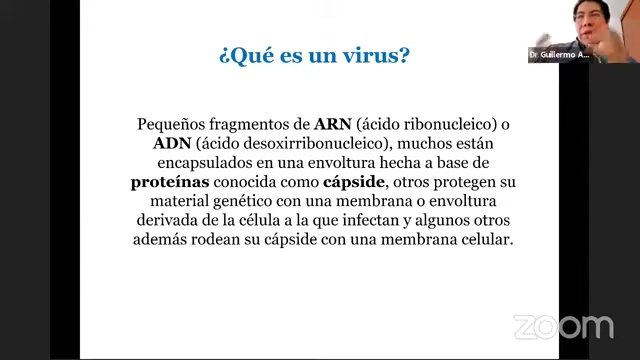 ¿Qué es un virus?
Dr. Guillermo A...
Pequeños fragmentos de ARN (ácido ribonucleico) o
ADN (ácido desoxirribonucleico), muchos están
encapsulados en una envoltura hecha a base de
proteínas conocida como cápside, otros protegen su
material genético con una membrana o envoltura
derivada de la célula a la que infectan y algunos otros
además rodean su cápside con una membrana celular.
zoom